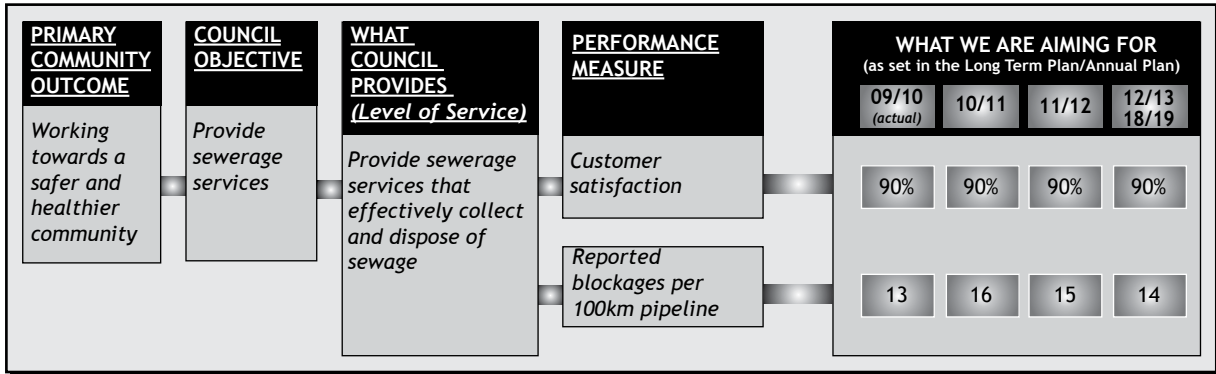 PRIMARY
COMMUNITY
OUTCOME
Working
towards a
safer and
healthier
community
COUNCIL
OBJECTIVE
Provide
sewerage
services
WHAT
COUNCIL
PROVIDES
(Level of Service)
Provide sewerage
services that
effectively collect
and dispose of
sewage
PERFORMANCE
MEASURE
Customer
satisfaction
Reported
blockages per
100km pipeline
WHAT WE ARE AIMING FOR
(as set in the Long Term Plan/Annual Plan)
09/10 10/11 11/12 12/13
(actual) 18/19
90% 90% 90% 90%
13 16 15 14